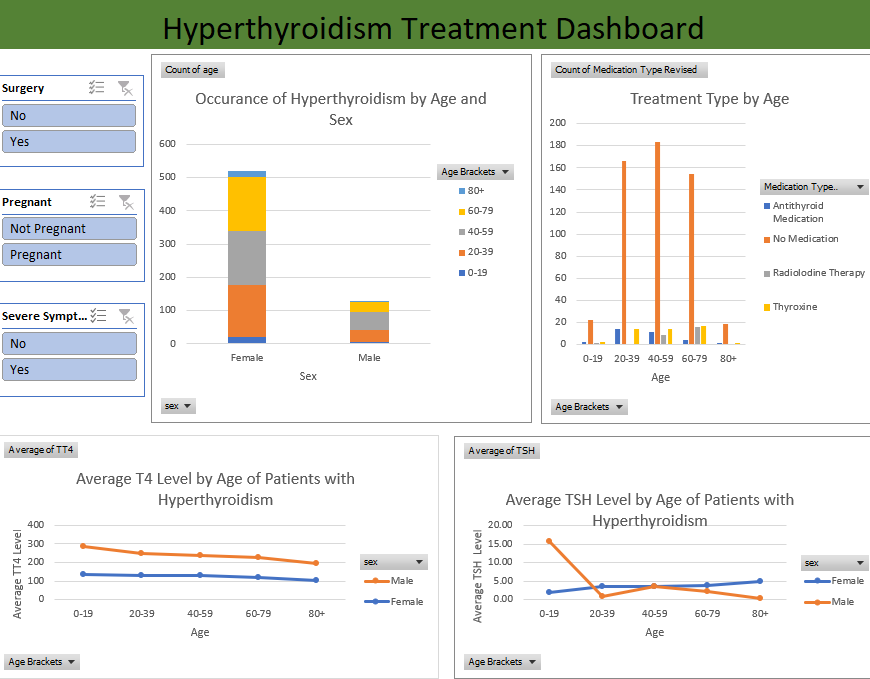 Hyperthyroidism Treatment Dashboard
Surgery
No
Yes
Pregnant
Not Pregnant
Pregnant
Severe Sympt...
No
Yes
Count of age
Occurance of Hyperthyroidism by Age and
Sex
600
500
400
300
200
100
0
Female
Male
Sex
Age Brackets
80+
60-79
40-59
20-39
0-19
sex
Count of Medication Type Revised
Treatment Type by Age
200
180
160
140
120
100
80
60
40
20
0
0-19
20-39
40-59
60-79
80+
Age
Medication Type..
Antithyroid
Medication
No Medication
RadioIodine Therapy
Thyroxine
Age Brackets
Average of TT4
Average T4 Level by Age of Patients with
Hyperthyroidism
Average TT4 Level
400
300
200
100
0
0-19
20-39
40-59
60-79
80+
Age
sex
Male
Female
Age Brackets
Average of TSH
Average TSH Level by Age of Patients with
Hyperthyroidism
Average TSH Level
20.00
15.00
10.00
5.00
0.00
0-19
20-39
40-59
60-79
80+
Age
sex
Female
Male
Age Brackets